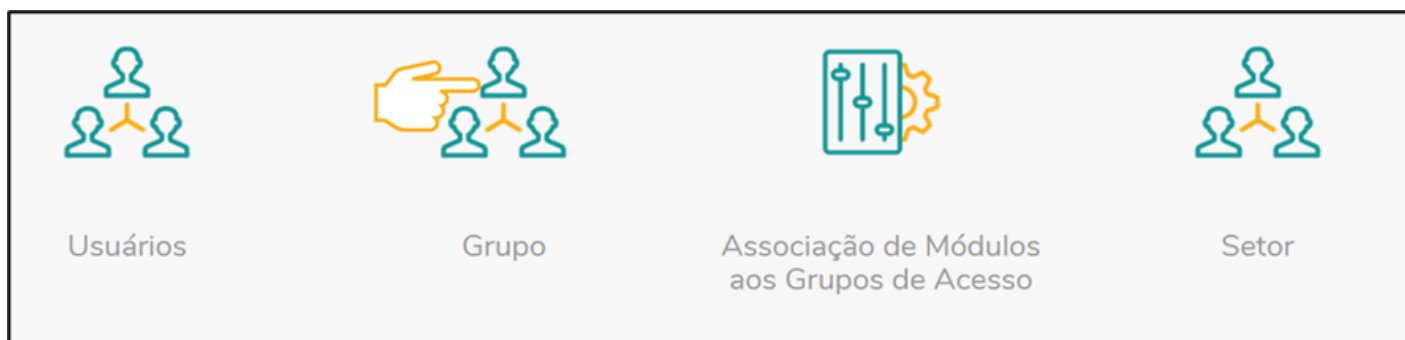 Usuários
Grupo
Associação de Módulos
aos Grupos de Acesso
Setor